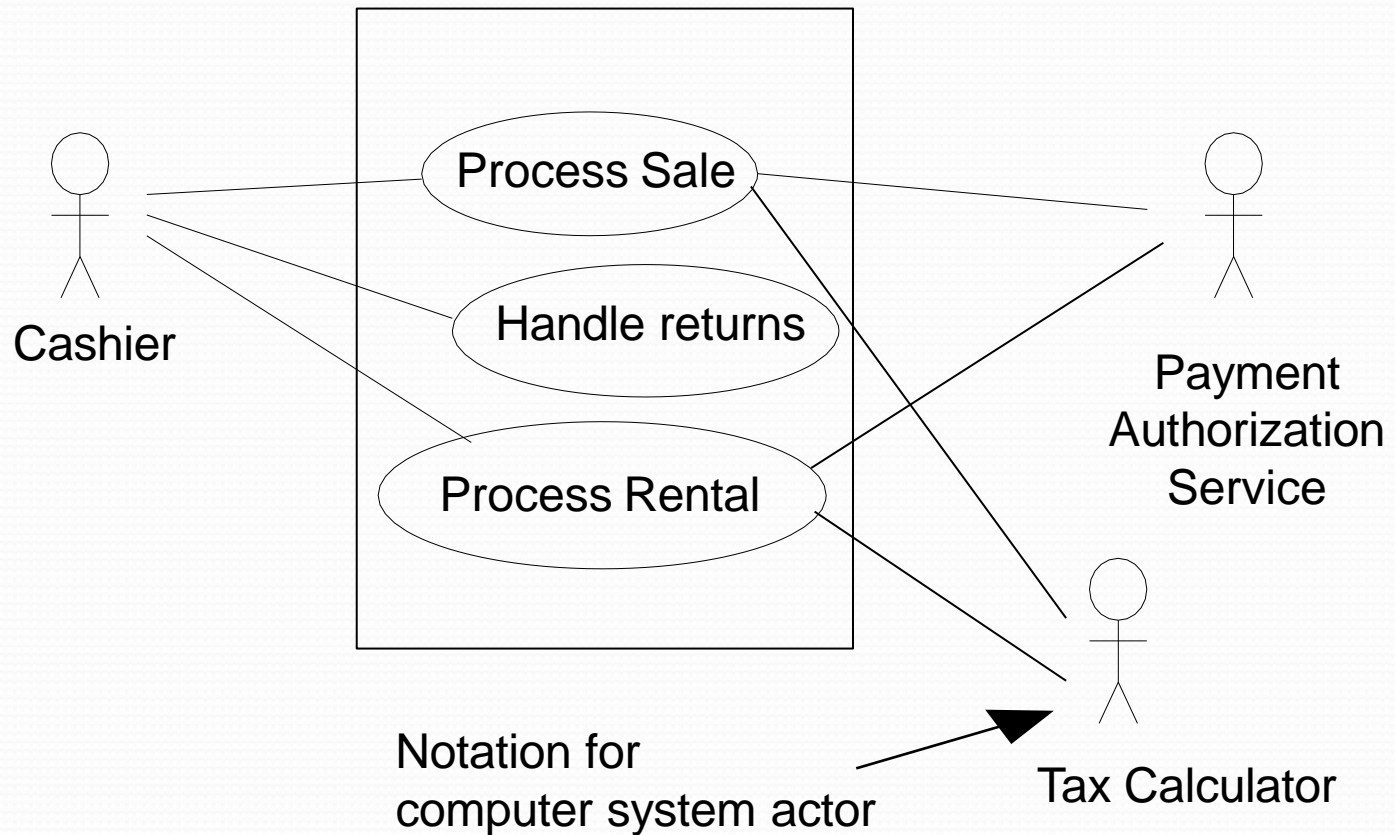 Process Sale
Handle returns
Cashier
Payment
Authorization
Service
Process Rental
Notation for
computer system actor
Tax Calculator